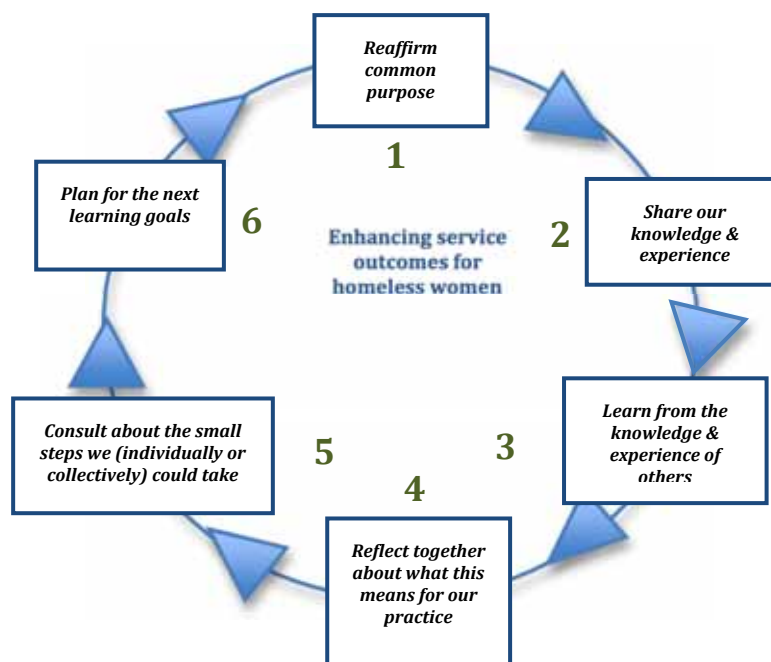 Reaffirm
common
purpose
1
Share our
knowledge &
experience
2
Learn from the
knowledge &
experience of
others
3
Reflect together
about what this
means for our
practice
4
Consult about the small
steps we (individually or
collectively) could take
5
Plan for the next
learning goals
6
Enhancing service
outcomes for
homeless women